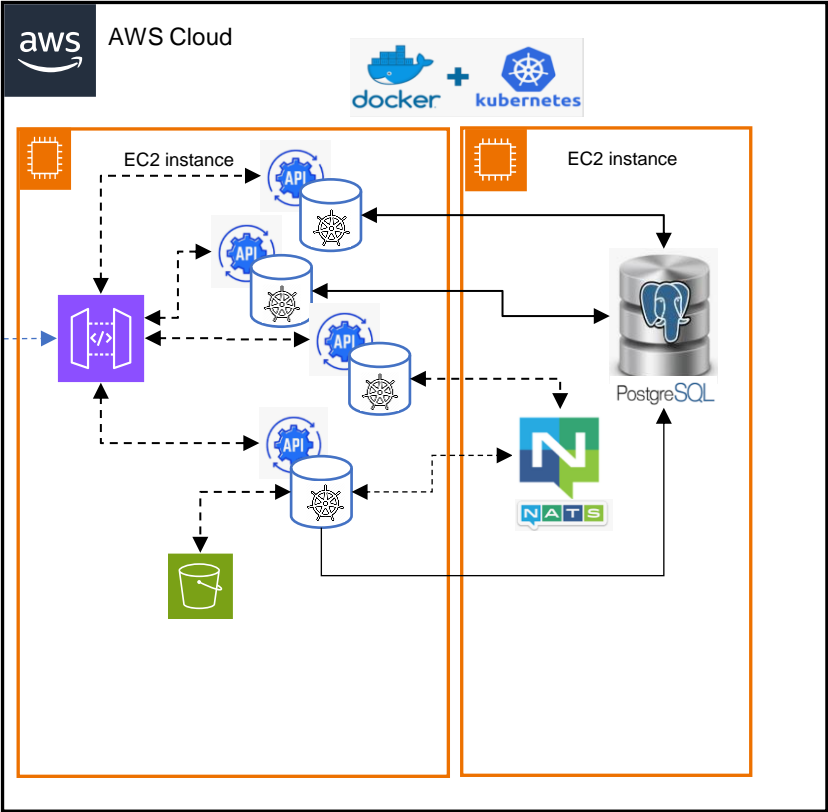 aws
AWS Cloud
docker
+
kubernetes
EC2 instance
EC2 instance
API
API
</>
API
PostgreSQL
API
N
NATS